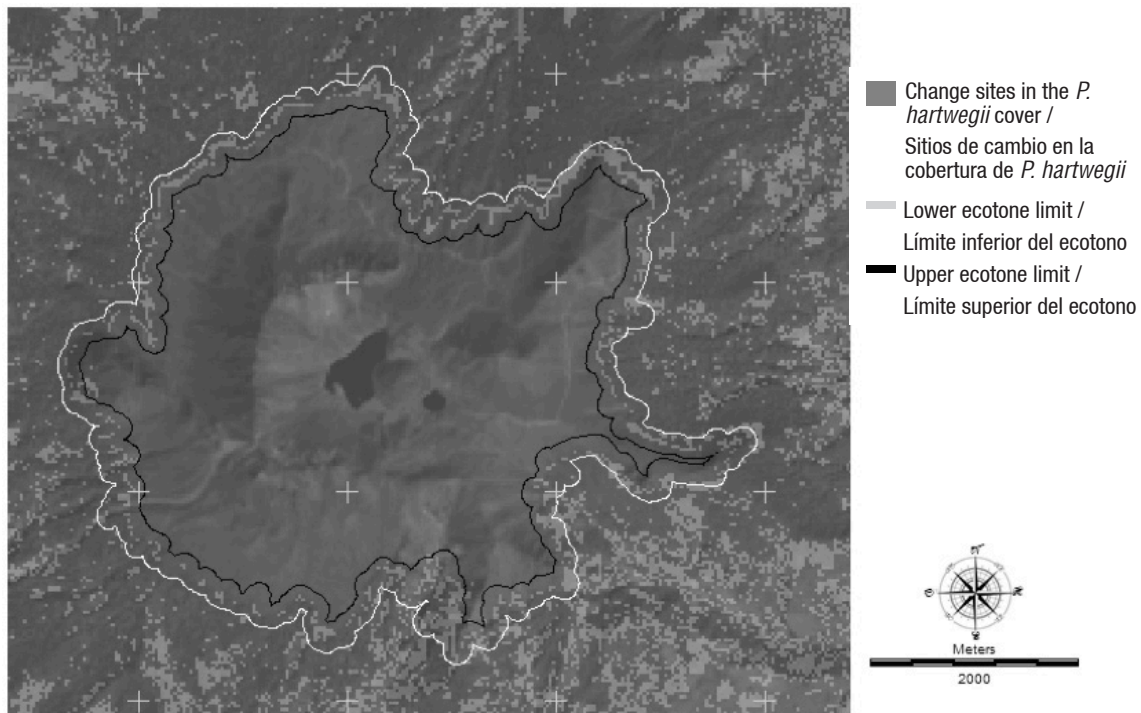 Change sites in the P.
hartwegii cover /
Sitios de cambio en la
cobertura de P. hartwegii
Lower ecotone limit /
Límite inferior del ecotono
Upper ecotone limit /
Límite superior del ecotono
Meters
2000